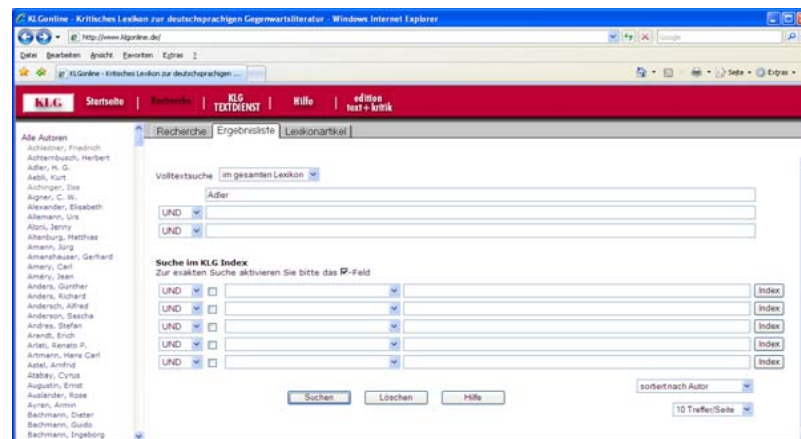 KLGonline - Kritisches Lexikon zur deutschsprachigen Gegenwartsliteratur - Windows Internet Explorer
http://www.klgonline.de/
Google
Datei Bearbeiten Ansicht Favoriten Extras ?
KLGonline - Kritisches Lexikon zur deutschsprachigen ...
Seite Extras
KLG Startseite | Recherche | KLG TEXTDIENST | Hilfe | edition text+kritik
Recherche Ergebnisliste Lexikonartikel
Alle Autoren
Achleitner, Friedrich
Achternbusch, Herbert
Adler, H. G.
Aebli, Kurt
Aichinger, Ilse
Aigner, C. W.
Alexander, Elisabeth
Allemann, Urs
Aloni, Jenny
Altenburg, Matthias
Amann, Jürg
Amanshauser, Gerhard
Amery, Carl
Améry, Jean
Anders, Günther
Anders, Richard
Andersch, Alfred
Anderson, Sascha
Andres, Stefan
Arendt, Erich
Arlati, Renato P.
Artmann, Hans Carl
Astel, Arnfrid
Atabay, Cyrus
Augustin, Ernst
Ausländer, Rose
Ayren, Armin
Bachmann, Dieter
Bachmann, Guido
Bachmann, Ingeborg
Volltextsuche im gesamten Lexikon
Adler
UND
UND
Suche im KLG Index
Zur exakten Suche aktivieren Sie bitte das -Feld
UND Index
UND Index
UND Index
UND Index
UND Index
sortiert nach Autor
Suchen Löschen Hilfe
10 Treffer/Seite